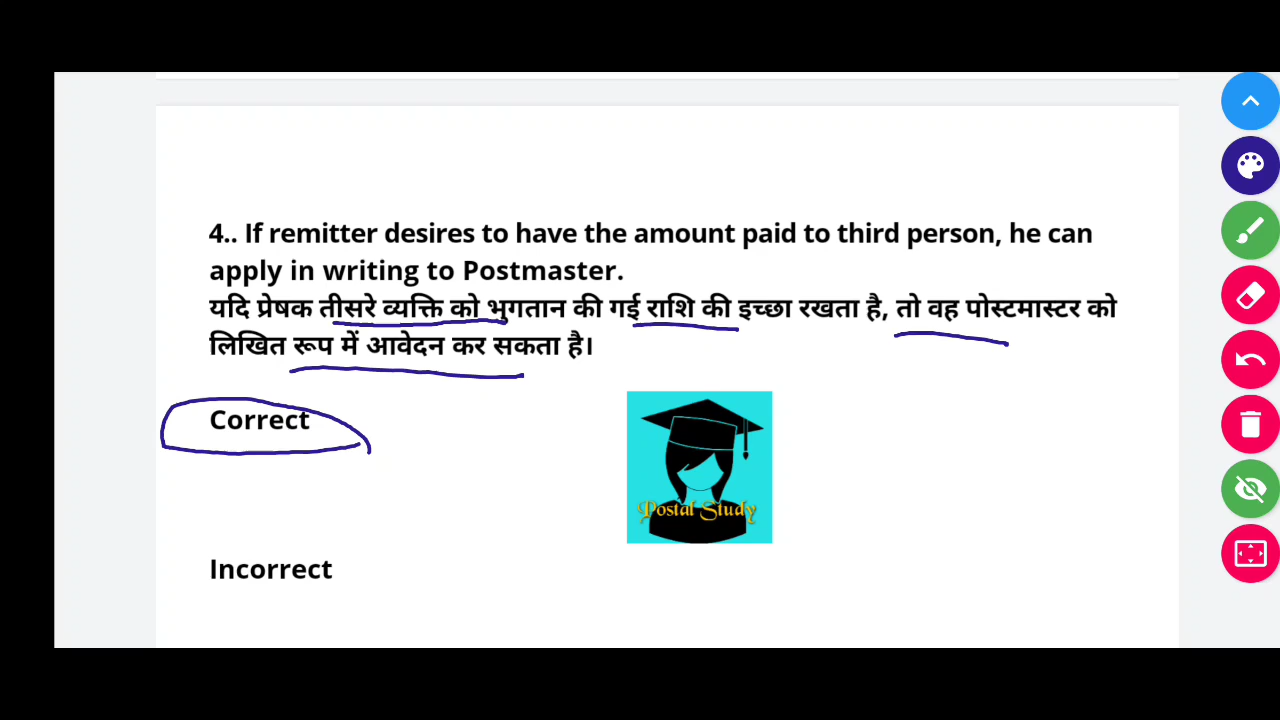 4.. If remitter desires to have the amount paid to third person, he can
apply in writing to Postmaster.
यदि प्रेषक तीसरे व्यक्ति को भुगतान की गई राशि की इच्छा रखता है, तो वह पोस्टमास्टर को
लिखित रूप में आवेदन कर सकता है।
Correct
Postal Study
Incorrect